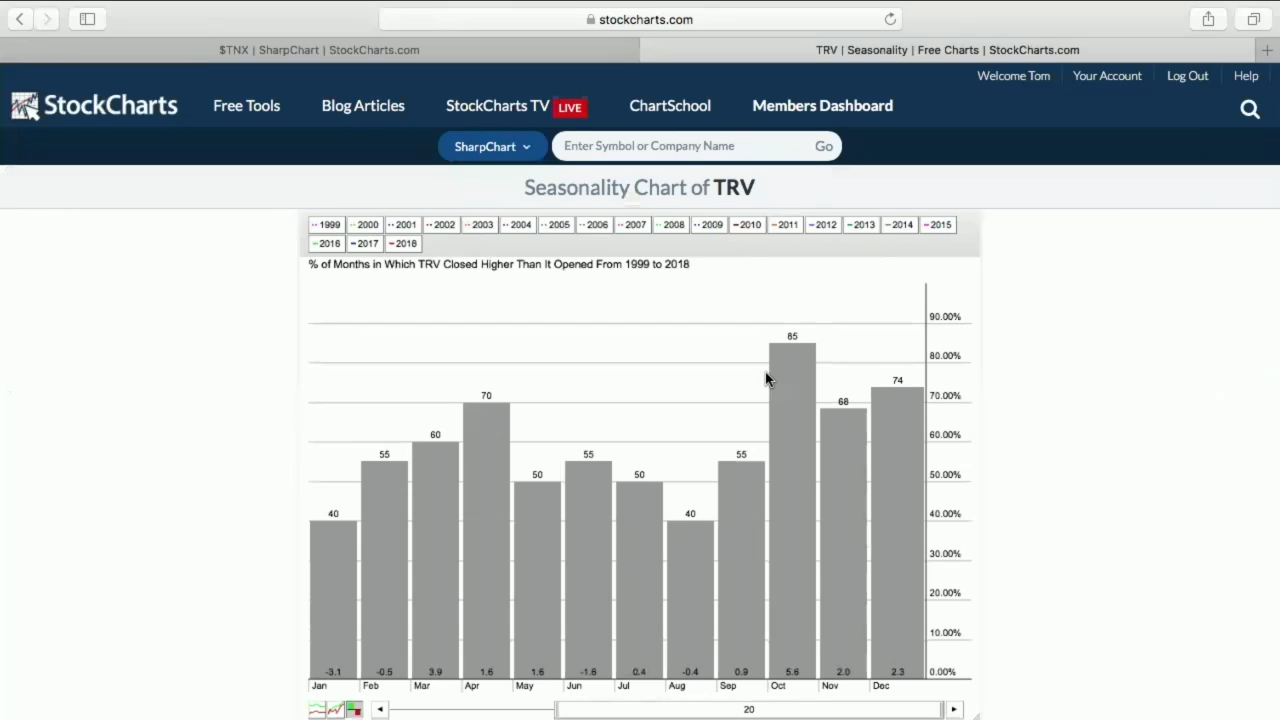 stockcharts.com
$TNX | SharpChart | StockCharts.com
TRV | Seasonality | Free Charts | StockCharts.com
Welcome Tom
Your Account
Log Out
Help
StockCharts
Free Tools
Blog Articles
StockCharts TV LIVE
ChartSchool
Members Dashboard
SharpChart
Enter Symbol or Company Name
Go
Seasonality Chart of TRV
1999 2000 2001 2002 2003 2004 2005 2006 2007 2008 2009 2010 2011 2012 2013 2014 2015
2016 2017 2018
% of Months in Which TRV Closed Higher Than It Opened From 1999 to 2018
90.00%
80.00%
70.00%
60.00%
50.00%
40.00%
30.00%
20.00%
10.00%
0.00%
40 55 60 70 50 55 50 40 55 85 68 74
-3.1 -0.5 3.9 1.6 1.6 -1.6 0.4 -0.4 0.9 5.6 2.0 2.3
Jan Feb Mar Apr May Jun Jul Aug Sep Oct Nov Dec
20